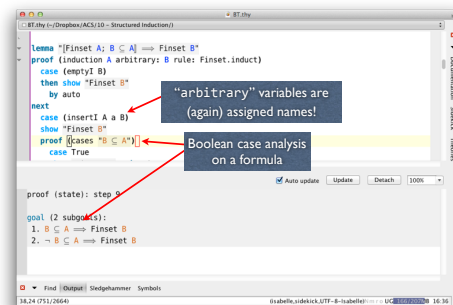 BT.thy
BT.thy (~/Dropbox/ACS/10 – Structured Induction/)
lemma "⟦Finset A; B ⊆ A⟧ ⟹ Finset B"
proof (induction A arbitrary: B rule: Finset.induct)
case (emptyI B)
then show "Finset B"
by auto
next
case (insertI A a B)
show "Finset B"
proof (cases "B ⊆ A")
case True
“arbitrary” variables are
(again) assigned names!
Boolean case analysis
on a formula
Auto update Update Detach 100%
proof (state): step 9
goal (2 subgoals):
1. B ⊆ A ⟹ Finset B
2. ¬ B ⊆ A ⟹ Finset B
Find Output Sledgehammer Symbols
38,24 (751/2664)
(isabelle,sidekick,UTF-8-Isabelle) 16:36